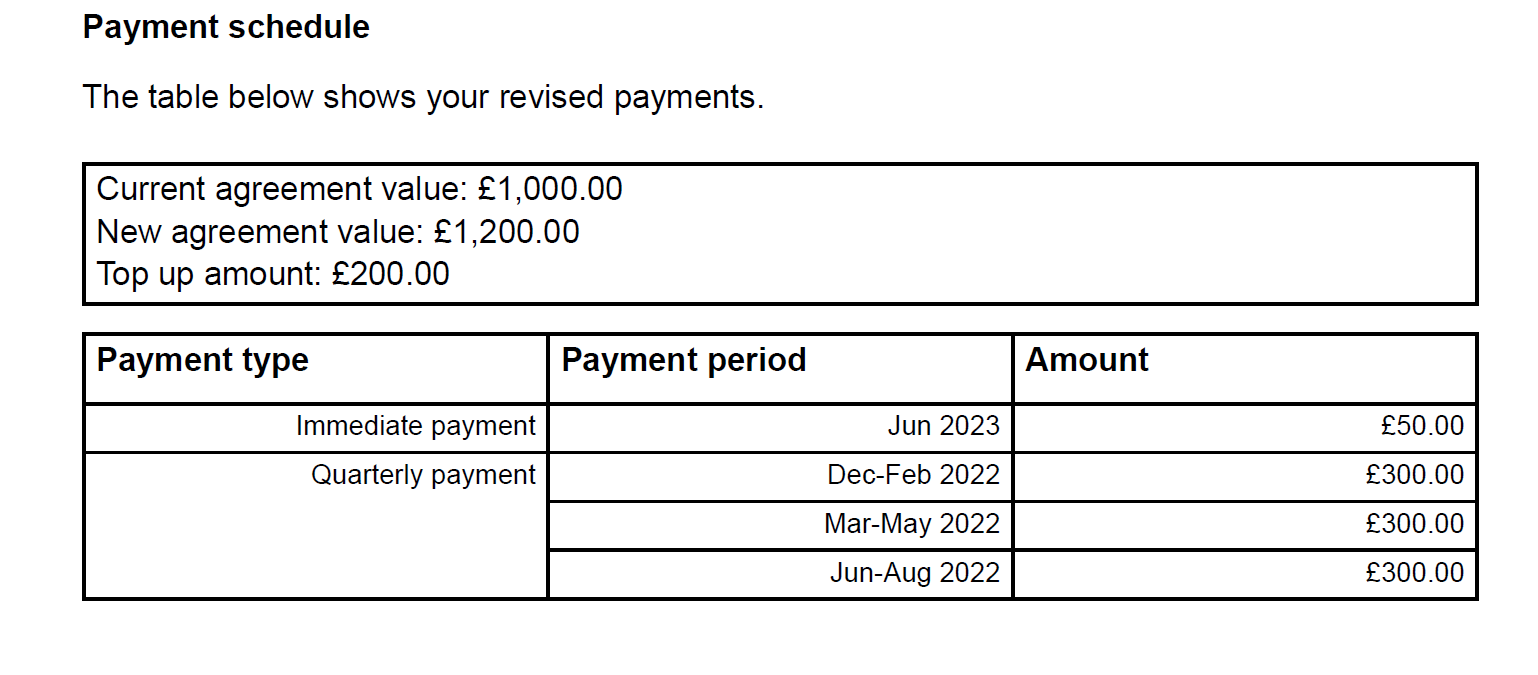 Payment schedule
The table below shows your revised payments.
Current agreement value: £1,000.00
New agreement value: £1,200.00
Top up amount: £200.00
Payment type Payment period Amount
Immediate payment Jun 2023 £50.00
Quarterly payment Dec-Feb 2022 £300.00
Mar-May 2022 £300.00
Jun-Aug 2022 £300.00